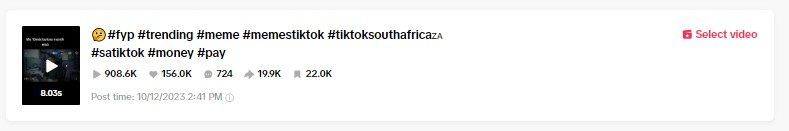 🤔#fyp #trending #meme #memestiktok #tiktoksouthafricaZA
#satiktok #money #pay
908.6K 156.0K 724 19.9K 22.0K
Post time: 10/12/2023 2:41 PM
Select video
8.03s